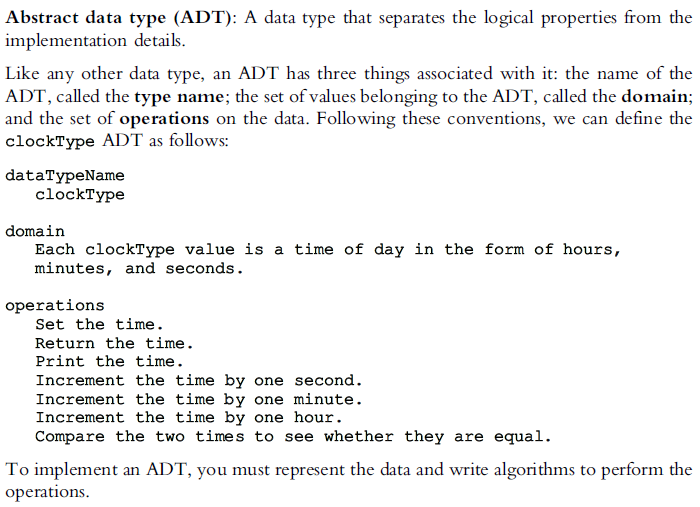 Abstract data type (ADT): A data type that separates the logical properties from the
implementation details.
Like any other data type, an ADT has three things associated with it: the name of the
ADT, called the type name; the set of values belonging to the ADT, called the domain;
and the set of operations on the data. Following these conventions, we can define the
clockType ADT as follows:
dataTypeName
clockType
domain
Each clockType value is a time of day in the form of hours,
minutes, and seconds.
operations
Set the time.
Return the time.
Print the time.
Increment the time by one second.
Increment the time by one minute.
Increment the time by one hour.
Compare the two times to see whether they are equal.
To implement an ADT, you must represent the data and write algorithms to perform the
operations.